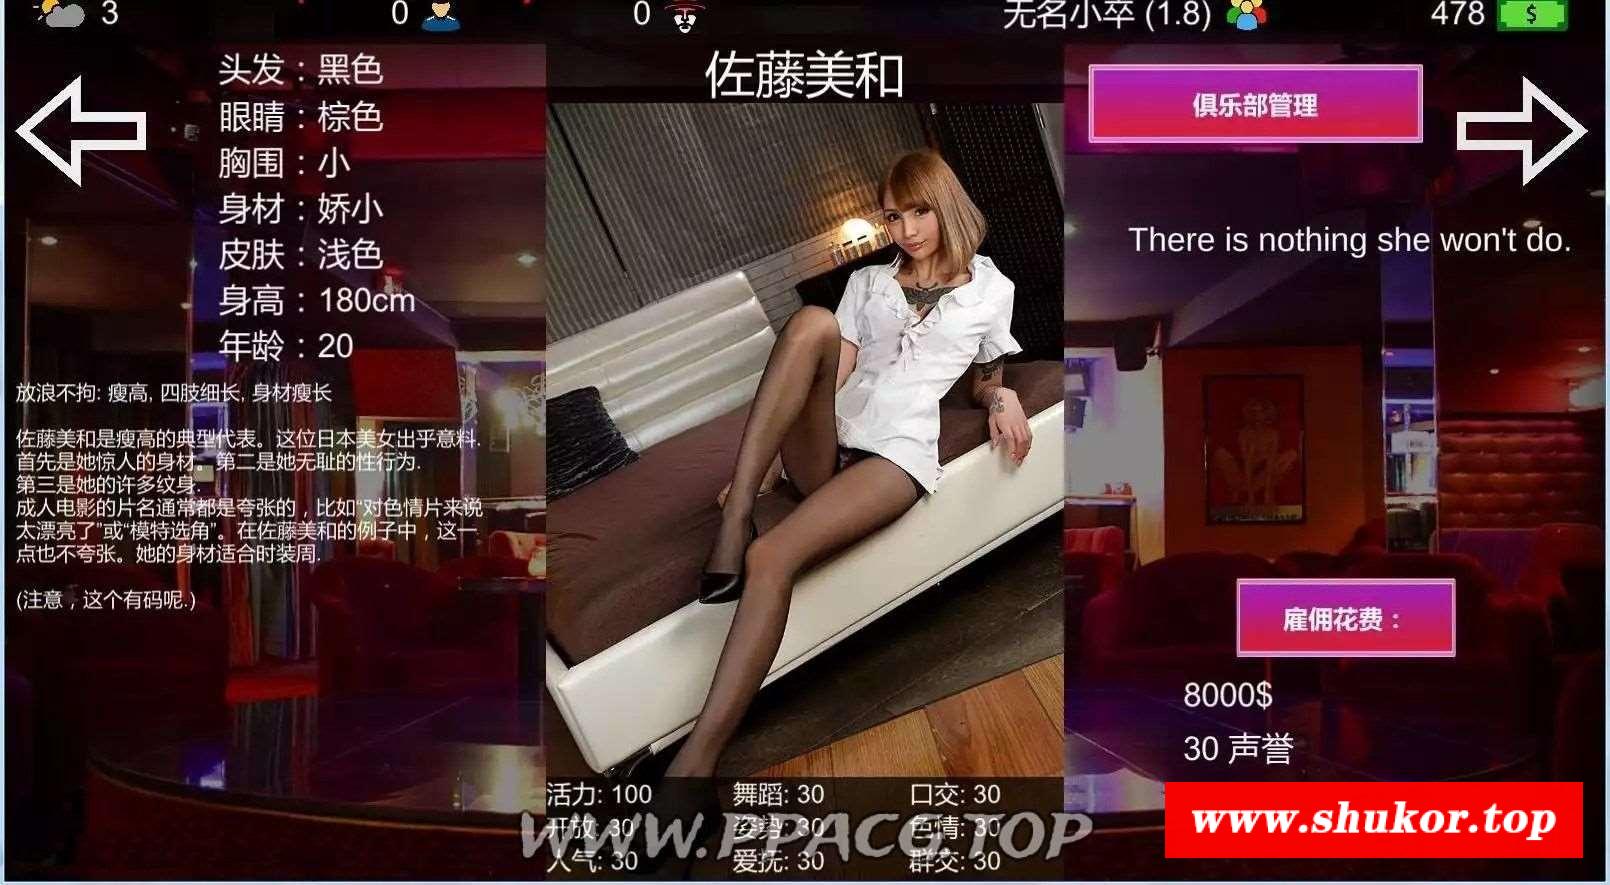 3
0
0
无名小卒 (1.8)
478
佐藤美和
头发：黑色
眼睛：棕色
胸围：小
身材：娇小
皮肤：浅色
身高：180cm
年龄：20
放浪不拘: 瘦高, 四肢细长, 身材瘦长
佐藤美和是瘦高的典型代表。这位日本美女出乎意料.
首先是她惊人的身材。第二是她无耻的性行为.
第三是她的许多纹身.
成人电影的片名通常都是夸张的，比如“对色情片来说
太漂亮了”或“模特选角”。在佐藤美和的例子中，这一
点也不夸张。她的身材适合时装周.
(注意，这个有码呢.)
俱乐部管理
There is nothing she won't do.
雇佣花费：
8000$
30 声誉
活力: 100 舞蹈: 30 口交: 30
开放: 30 姿势: 30 色情: 30
人气: 30 爱抚: 30 群交: 30
WWW.PPACG.TOP
www.shukor.top